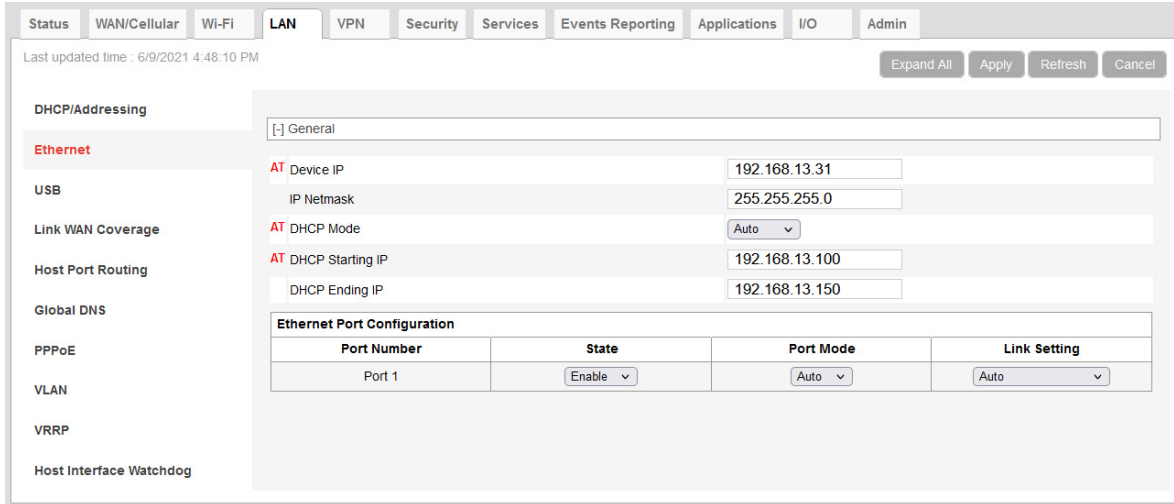 Status WAN/Cellular Wi-Fi LAN VPN Security Services Events Reporting Applications I/O Admin
Last updated time : 6/9/2021 4:48:10 PM
Expand All Apply Refresh Cancel
DHCP/Addressing
Ethernet
USB
Link WAN Coverage
Host Port Routing
Global DNS
PPPoE
VLAN
VRRP
Host Interface Watchdog
[-] General
AT Device IP 192.168.13.31
IP Netmask 255.255.255.0
AT DHCP Mode Auto
AT DHCP Starting IP 192.168.13.100
DHCP Ending IP 192.168.13.150
Ethernet Port Configuration
Port Number State Port Mode Link Setting
Port 1 Enable Auto Auto